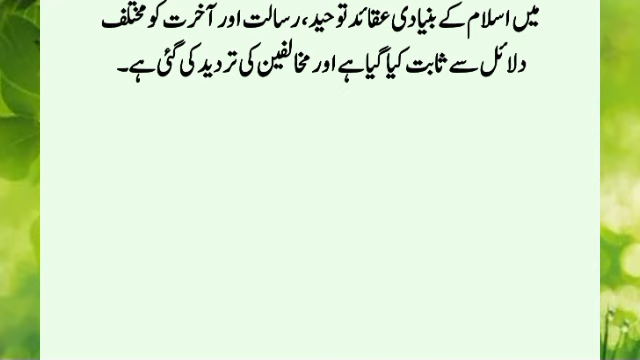 میں اسلام کے بنیادی عقائد توحید، رسالت اور آخرت کو مختلف
دلائل سے ثابت کیا گیا ہے اور مخالفین کی تردید کی گئی ہے۔